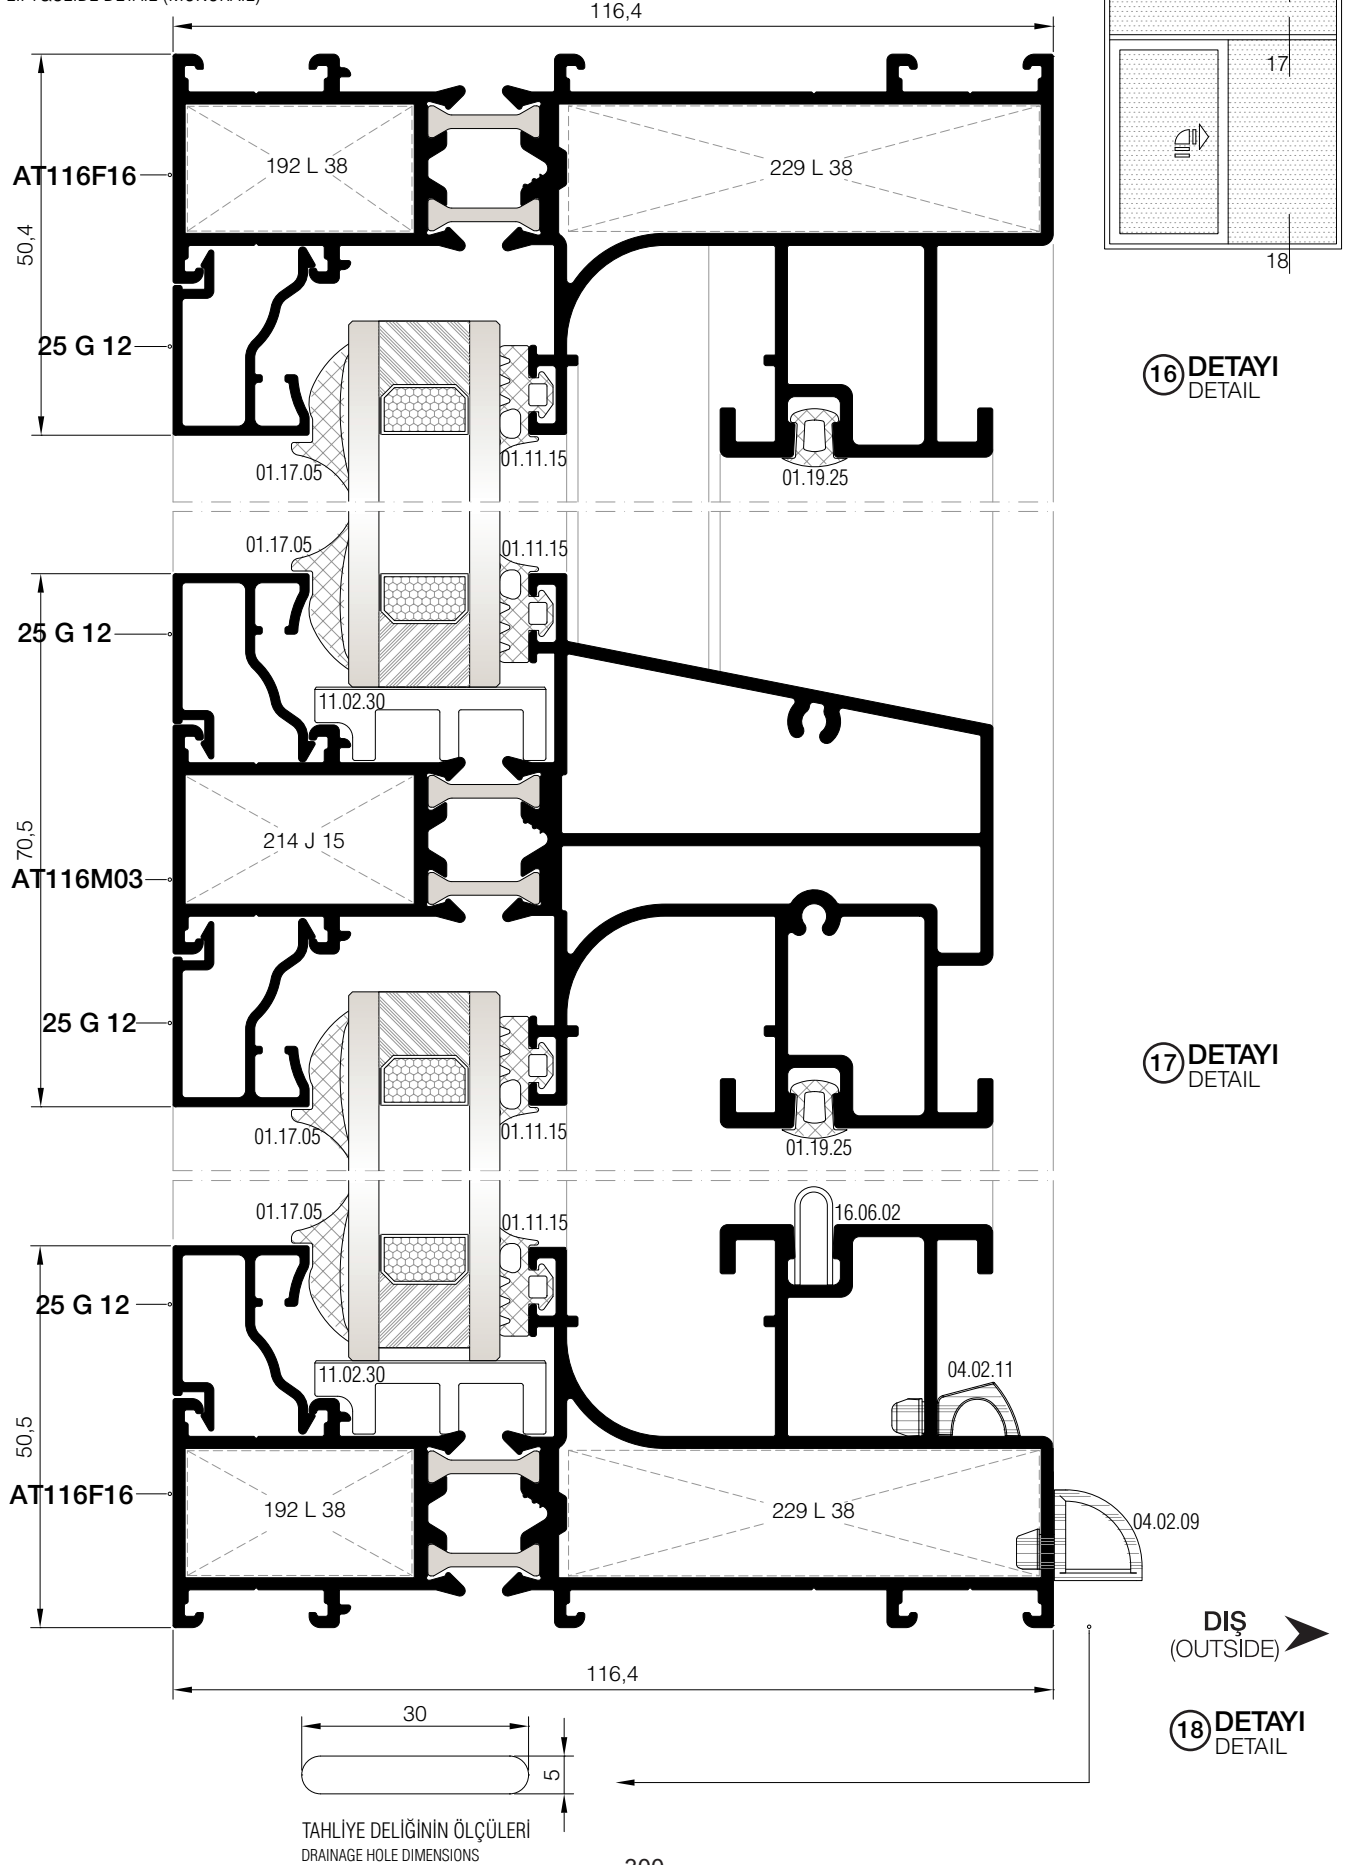 116,4
17
18
AT116F16
192 L 38
229 L 38
50,4
25 G 12
16 DETAYI
DETAIL
01.17.05
01.11.15
01.19.25
01.17.05
01.11.15
25 G 12
11.02.30
70,5
214 J 15
AT116M03
25 G 12
17 DETAYI
DETAIL
01.17.05
01.11.15
01.19.25
01.17.05
01.11.15
16.06.02
25 G 12
11.02.30
04.02.11
50,5
AT116F16
192 L 38
229 L 38
04.02.09
DIŞ
(OUTSİDE)
116,4
30
5
18 DETAYI
DETAIL
TAHLİYE DELİĞİNİN ÖLÇÜLERİ
DRAINAGE HOLE DIMENSIONS